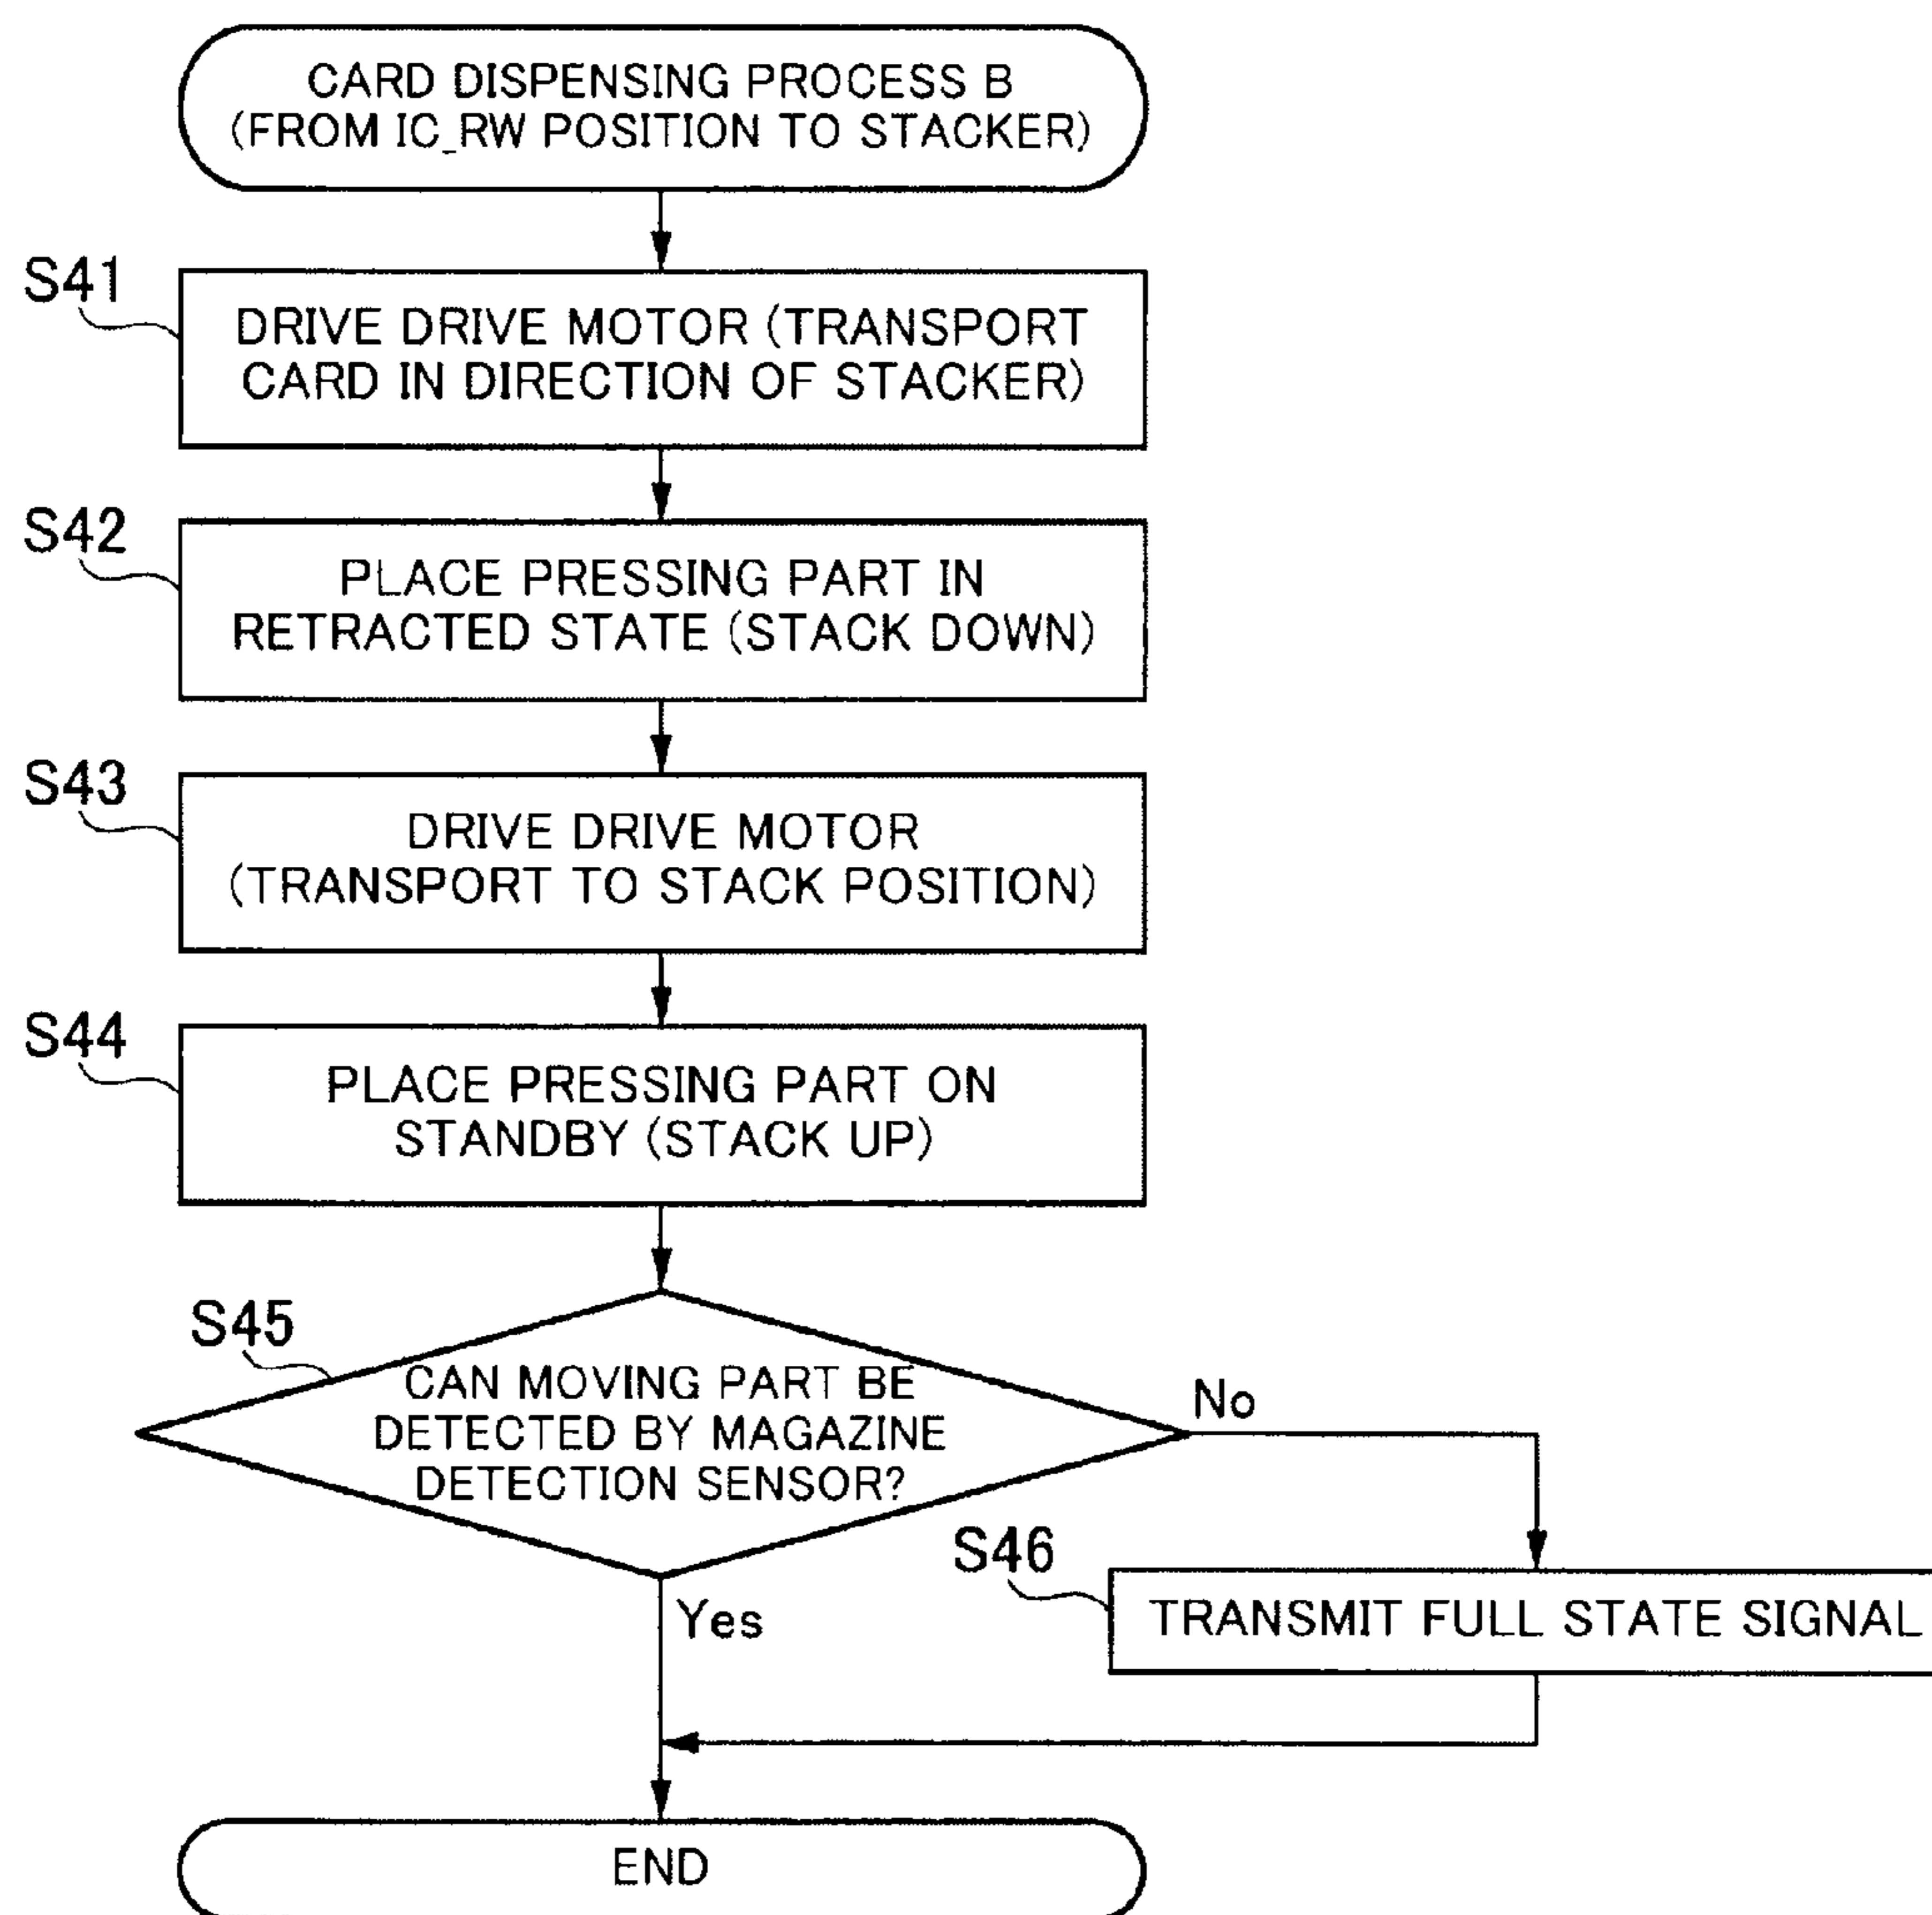 CARD DISPENSING PROCESS B
(FROM IC_RW POSITION TO STACKER)
S41
DRIVE DRIVE MOTOR (TRANSPORT
CARD IN DIRECTION OF STACKER)
S42
PLACE PRESSING PART IN
RETRACTED STATE (STACK DOWN)
S43
DRIVE DRIVE MOTOR
(TRANSPORT TO STACK POSITION)
S44
PLACE PRESSING PART ON
STANDBY (STACK UP)
S45
CAN MOVING PART BE
DETECTED BY MAGAZINE
DETECTION SENSOR?
No
S46
TRANSMIT FULL STATE SIGNAL
Yes
END